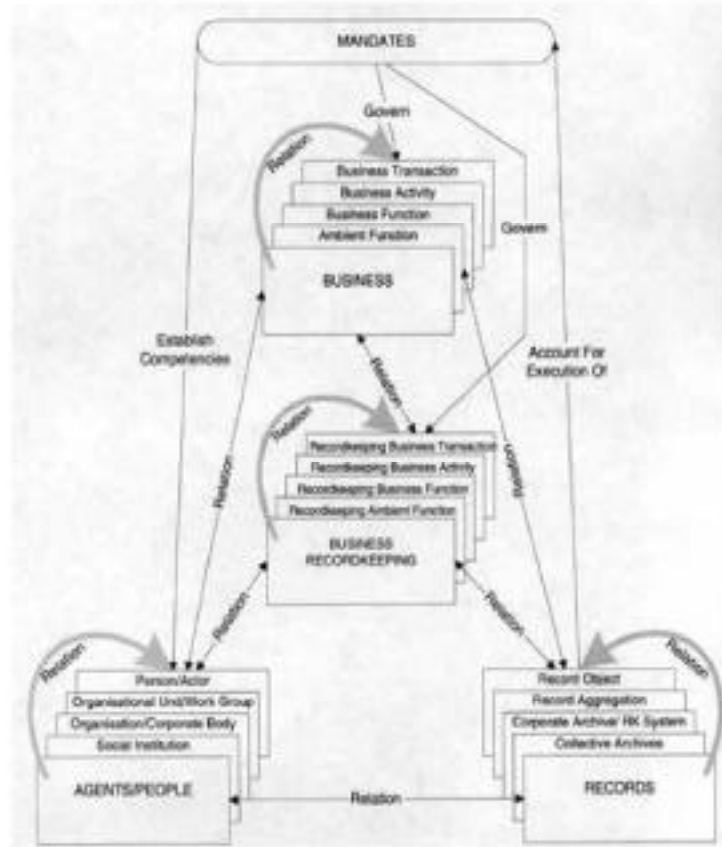 MANDATES
Govern
Relation
Business Transaction
Business Activity
Business Function
Ambient Function
BUSINESS
Govern
Establish
Competencies
Account For
Execution Of
Relation
Relation
Recordkeeping Business Transaction
Recordkeeping Business Activity
Recordkeeping Business Function
Recordkeeping Ambient Function
BUSINESS
RECORDKEEPING
Relation
Relation
Relation
Relation
Relation
Person/Actor
Organisational Unit/Work Group
Organisation/Corporate Body
Social Institution
AGENTS/PEOPLE
Relation
Record Object
Record Aggregation
Corporate Archive/ RK System
Collective Archives
RECORDS
Relation
Relation